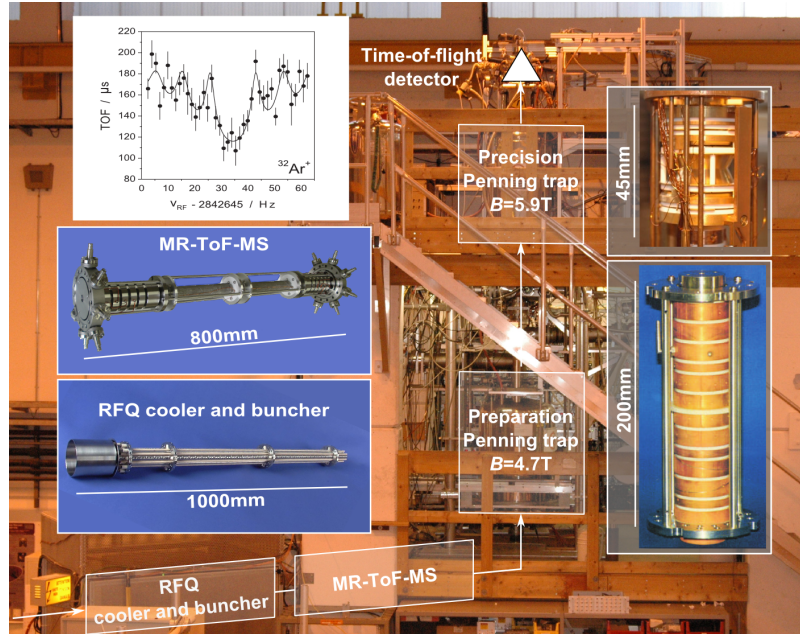 220
200
180
160
140
120
100
80
TOF / µs
³²Ar⁺
0 10 20 30 40 50 60
ν_RF - 2842645 / Hz
Time-of-flight
detector
Precision
Penning trap
B=5.9T
45mm
MR-ToF-MS
800mm
RFQ cooler and buncher
1000mm
Preparation
Penning trap
B=4.7T
200mm
RFQ
cooler and buncher
MR-ToF-MS